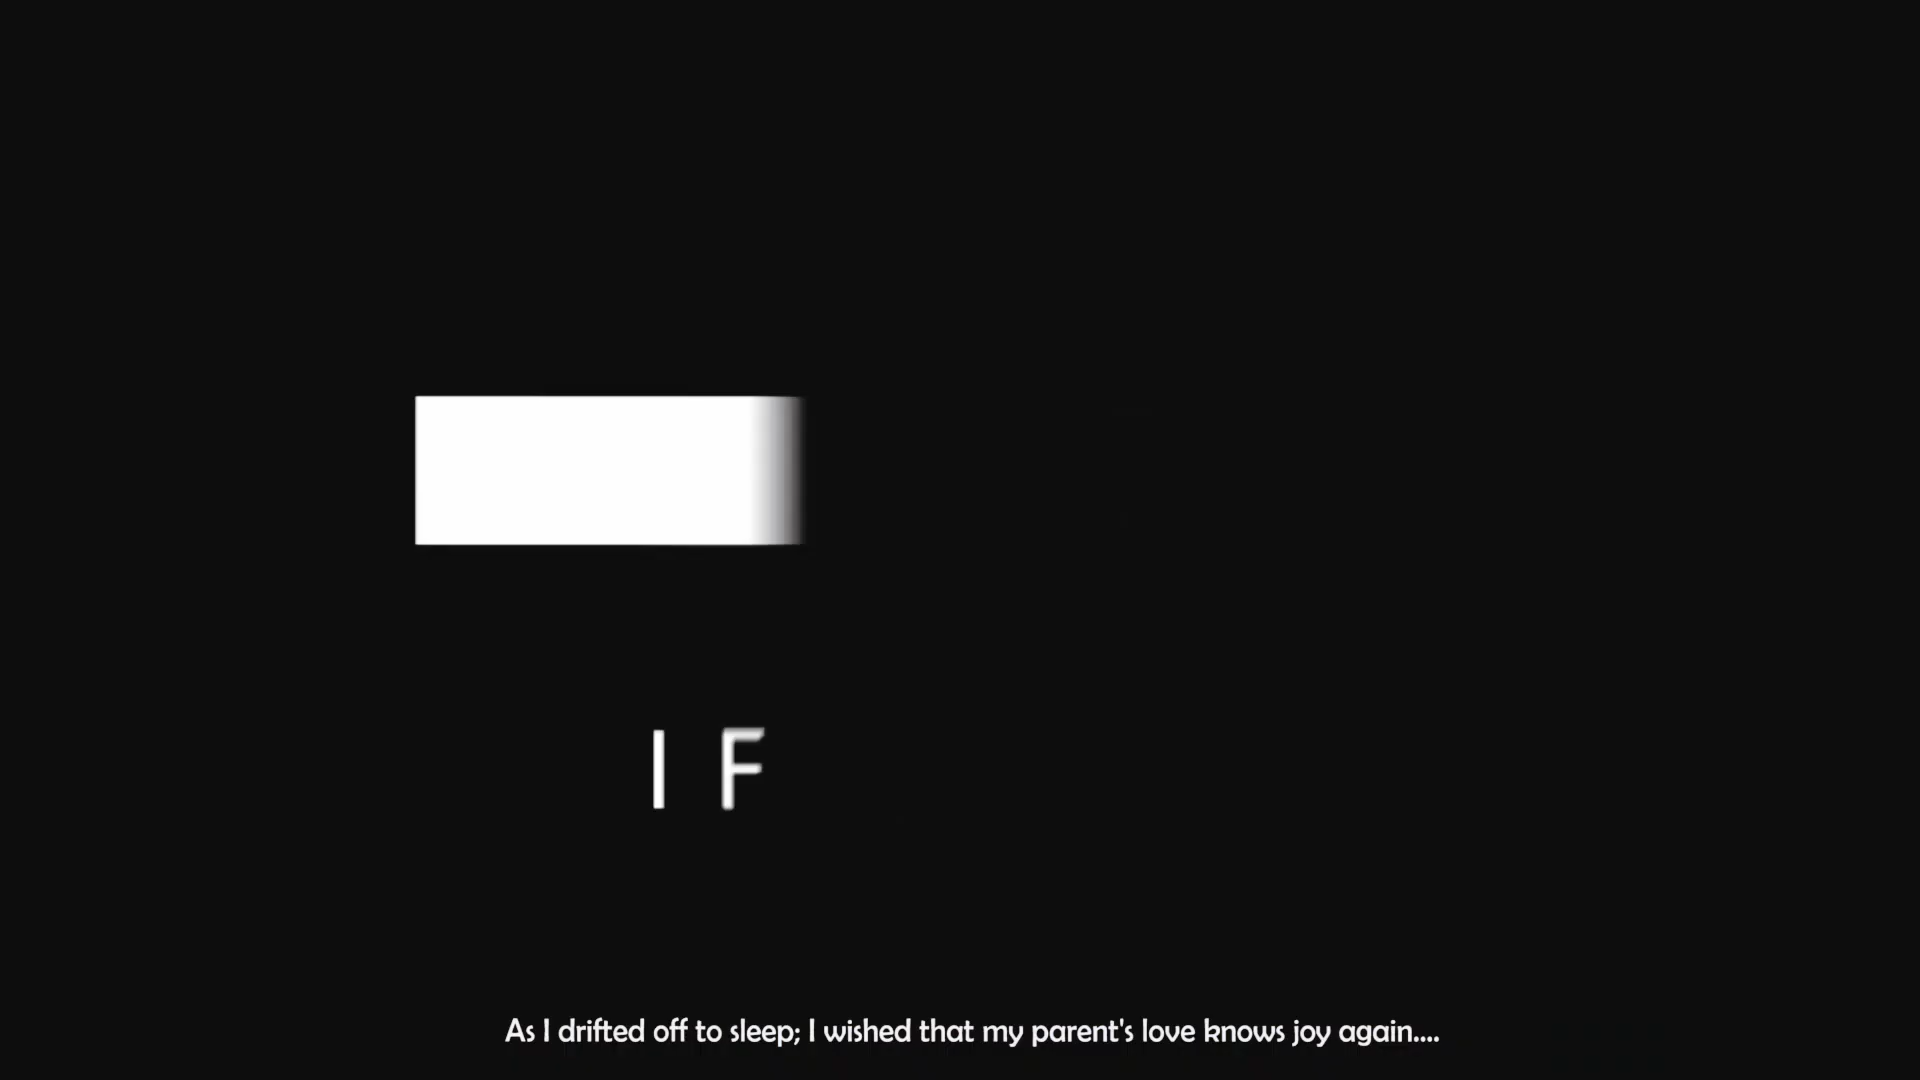 I F
As I drifted off to sleep; I wished that my parent's love knows joy again....